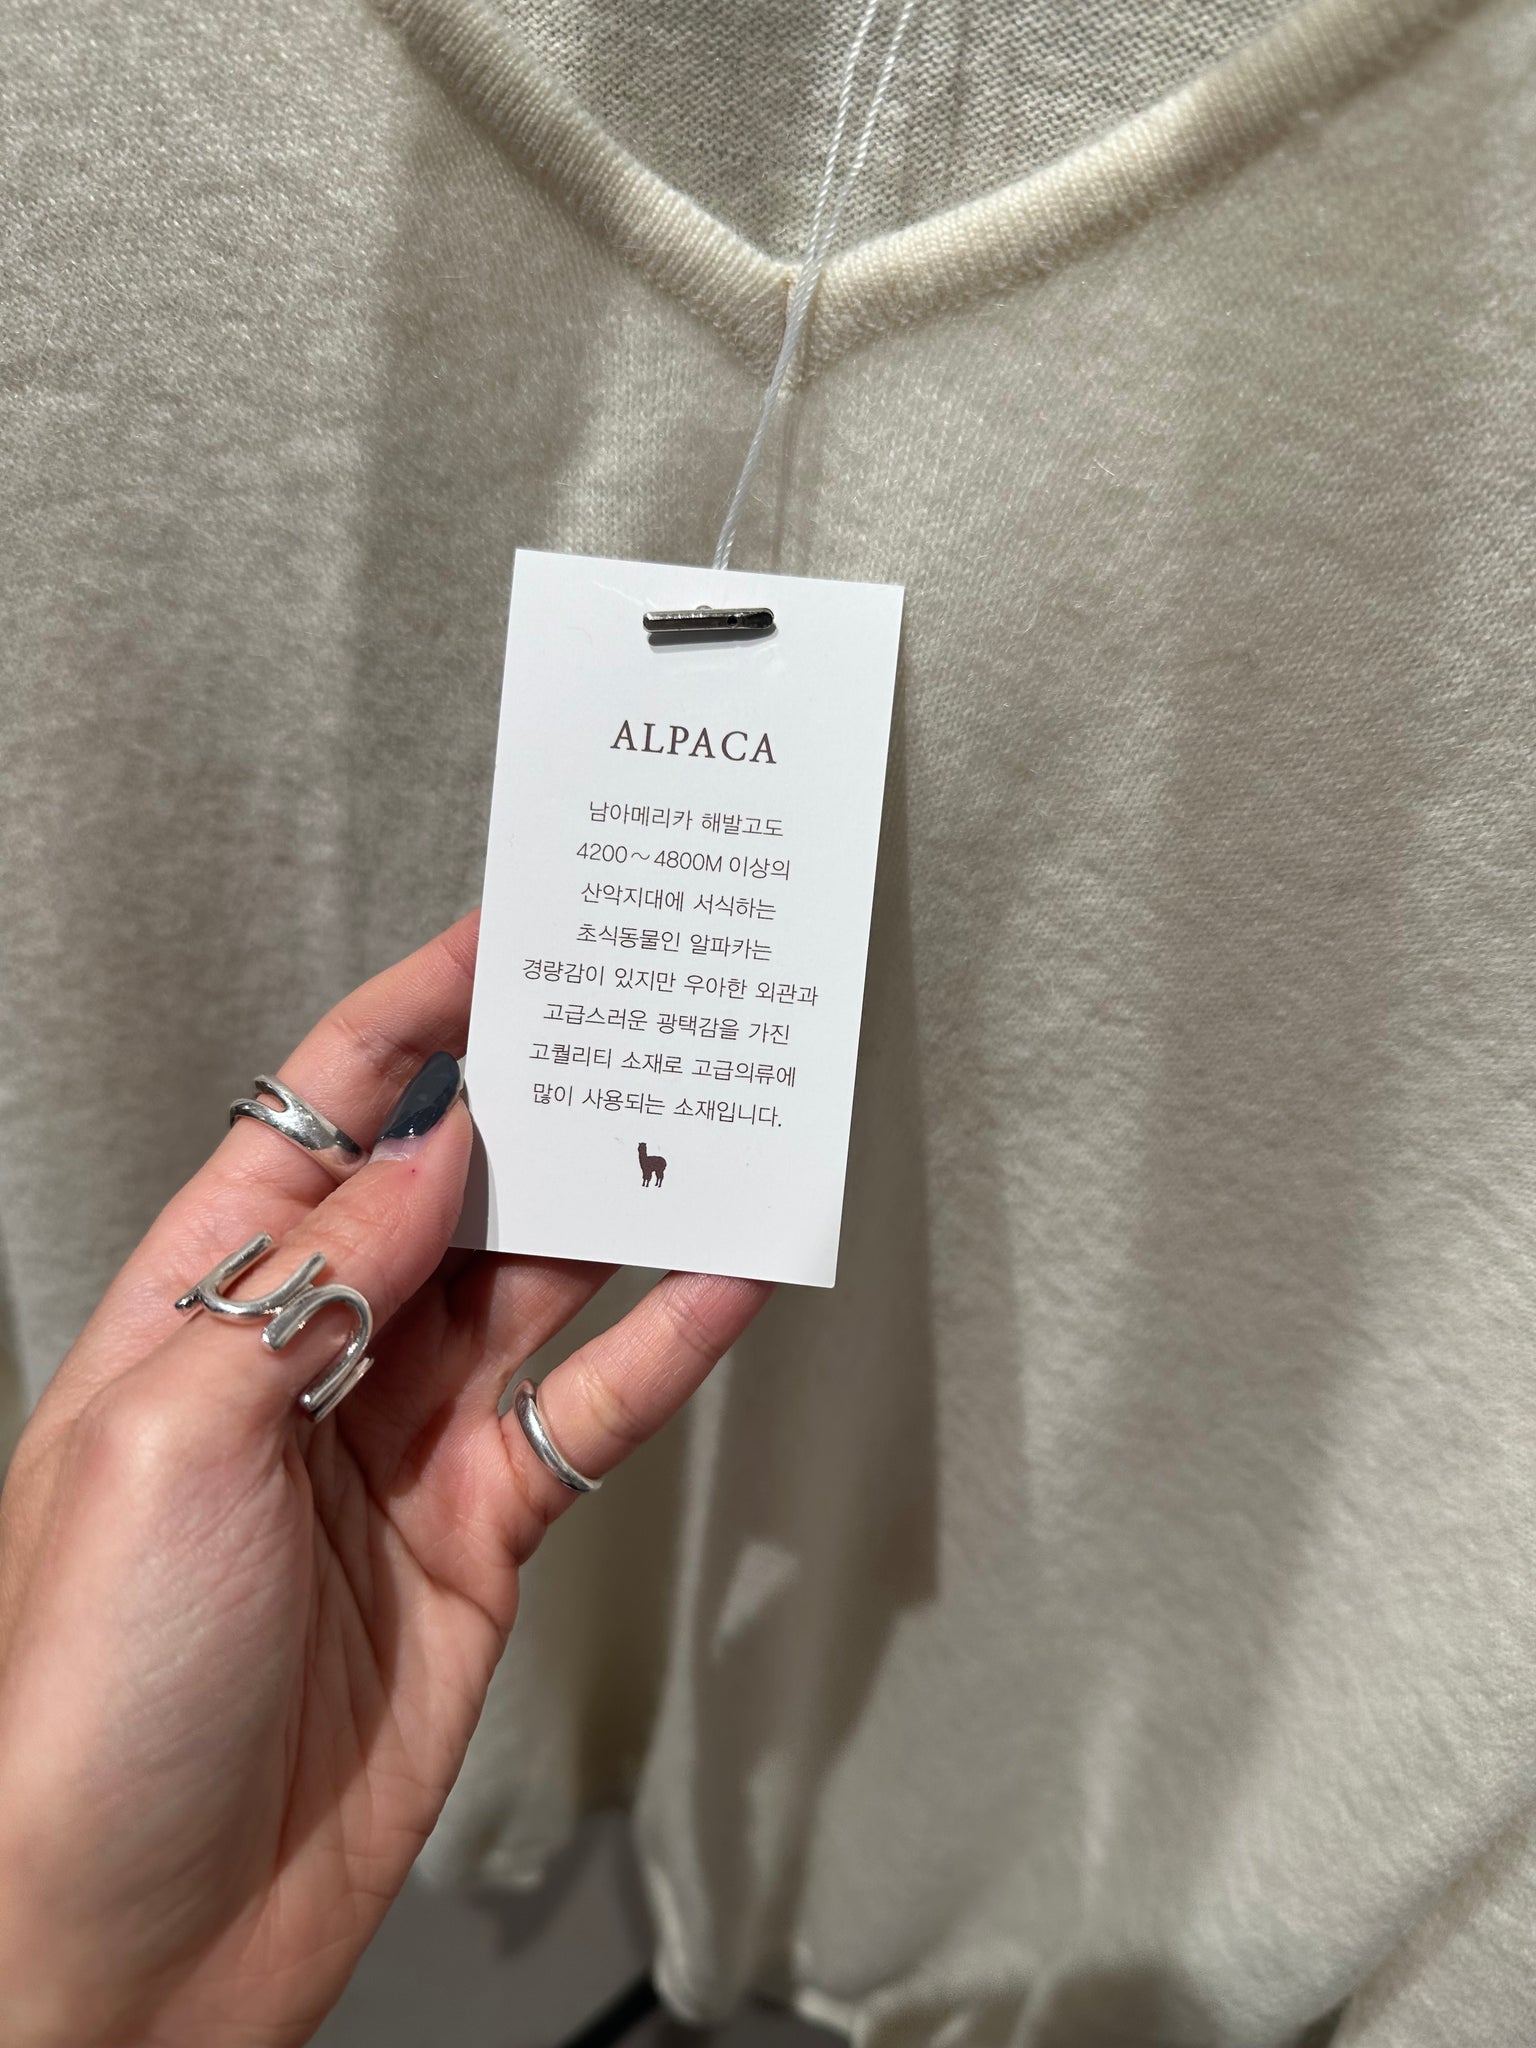 ALPACA
남아메리카 해발고도
4200~4800M 이상의
산악지대에 서식하는
초식동물인 알파카는
경량감이 있지만 우아한 외관과
고급스러운 광택감을 가진
고퀄리티 소재로 고급의류에
많이 사용되는 소재입니다.